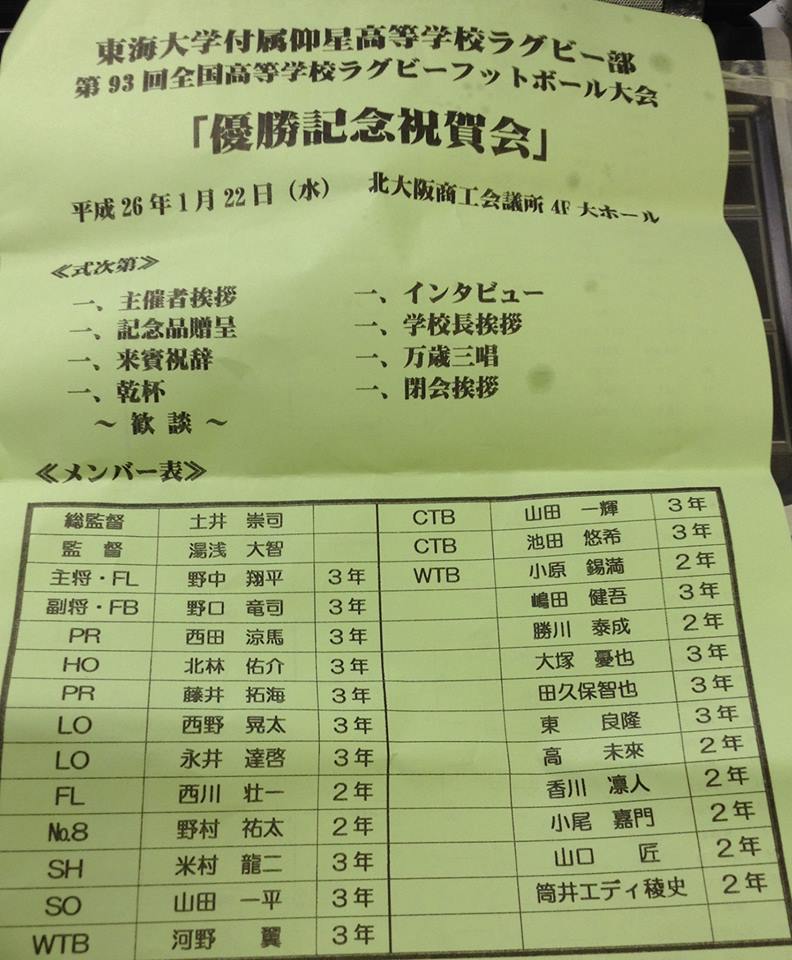 東海大学付属仰星高等学校ラグビー部
第93回全国高等学校ラグビーフットボール大会
「優勝記念祝賀会」
平成26年1月22日（水） 北大阪商工会議所 4F 大ホール
≪式次第≫
一、主催者挨拶
一、記念品贈呈
一、来賓祝辞
一、乾杯
～ 歓 談 ～
一、インタビュー
一、学校長挨拶
一、万歳三唱
一、閉会挨拶
≪メンバー表≫
総監督 土井 崇司
監 督 湯浅 大智
主将・FL 野中 翔平 3年
副将・FB 野口 竜司 3年
PR 西田 涼馬 3年
HO 北林 佑介 3年
PR 藤井 拓海 3年
LO 西野 晃太 3年
LO 永井 達啓 3年
FL 西川 壮一 2年
No.8 野村 祐太 2年
SH 米村 龍二 3年
SO 山田 一平 3年
WTB 河野 翼 3年
CTB 山田 一輝 3年
CTB 池田 悠希 3年
WTB 小原 錫満 2年
嶋田 健吾 3年
勝川 泰成 2年
大塚 憂也 3年
田久保智也 3年
東 良隆 3年
高 未來 2年
香川 凛人 2年
小尾 嘉門 2年
山口 匠 2年
筒井エディ稜史 2年